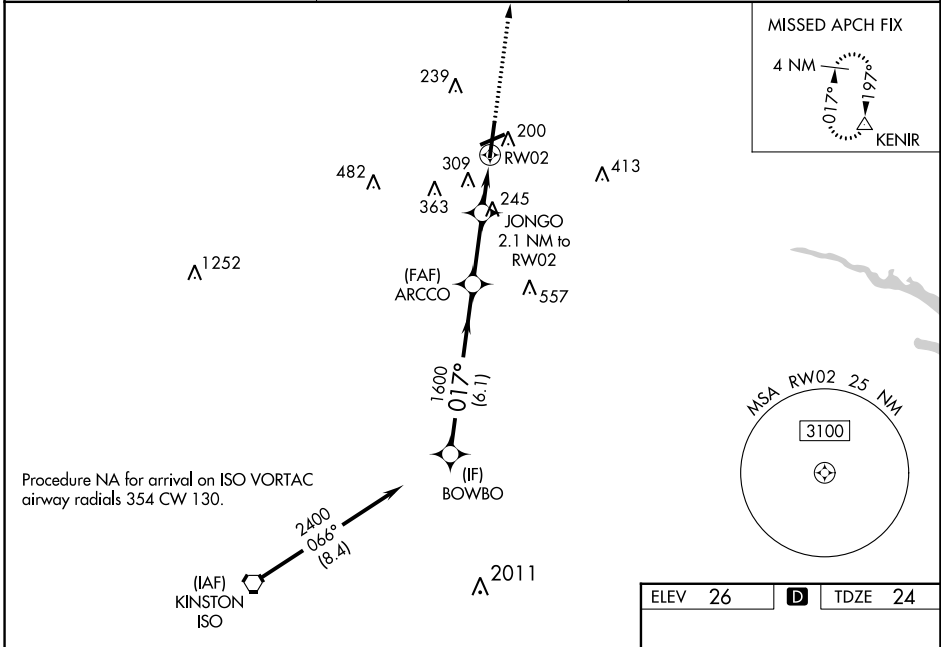 MISSED APCH FIX
4 NM
017°
197°
KENIR
239
200
RW02
309
482
363
413
245
JONGO
2.1 NM to
RW02
1252
(FAF)
ARCCO
557
1600
017°
(6.1)
MSA RW02 25 NM
3100
(IF)
BOWBO
Procedure NA for arrival on ISO VORTAC
airway radials 354 CW 130.
2400
066°
(8.4)
(IAF)
KINSTON
ISO
2011
ELEV 26 D TDZE 24